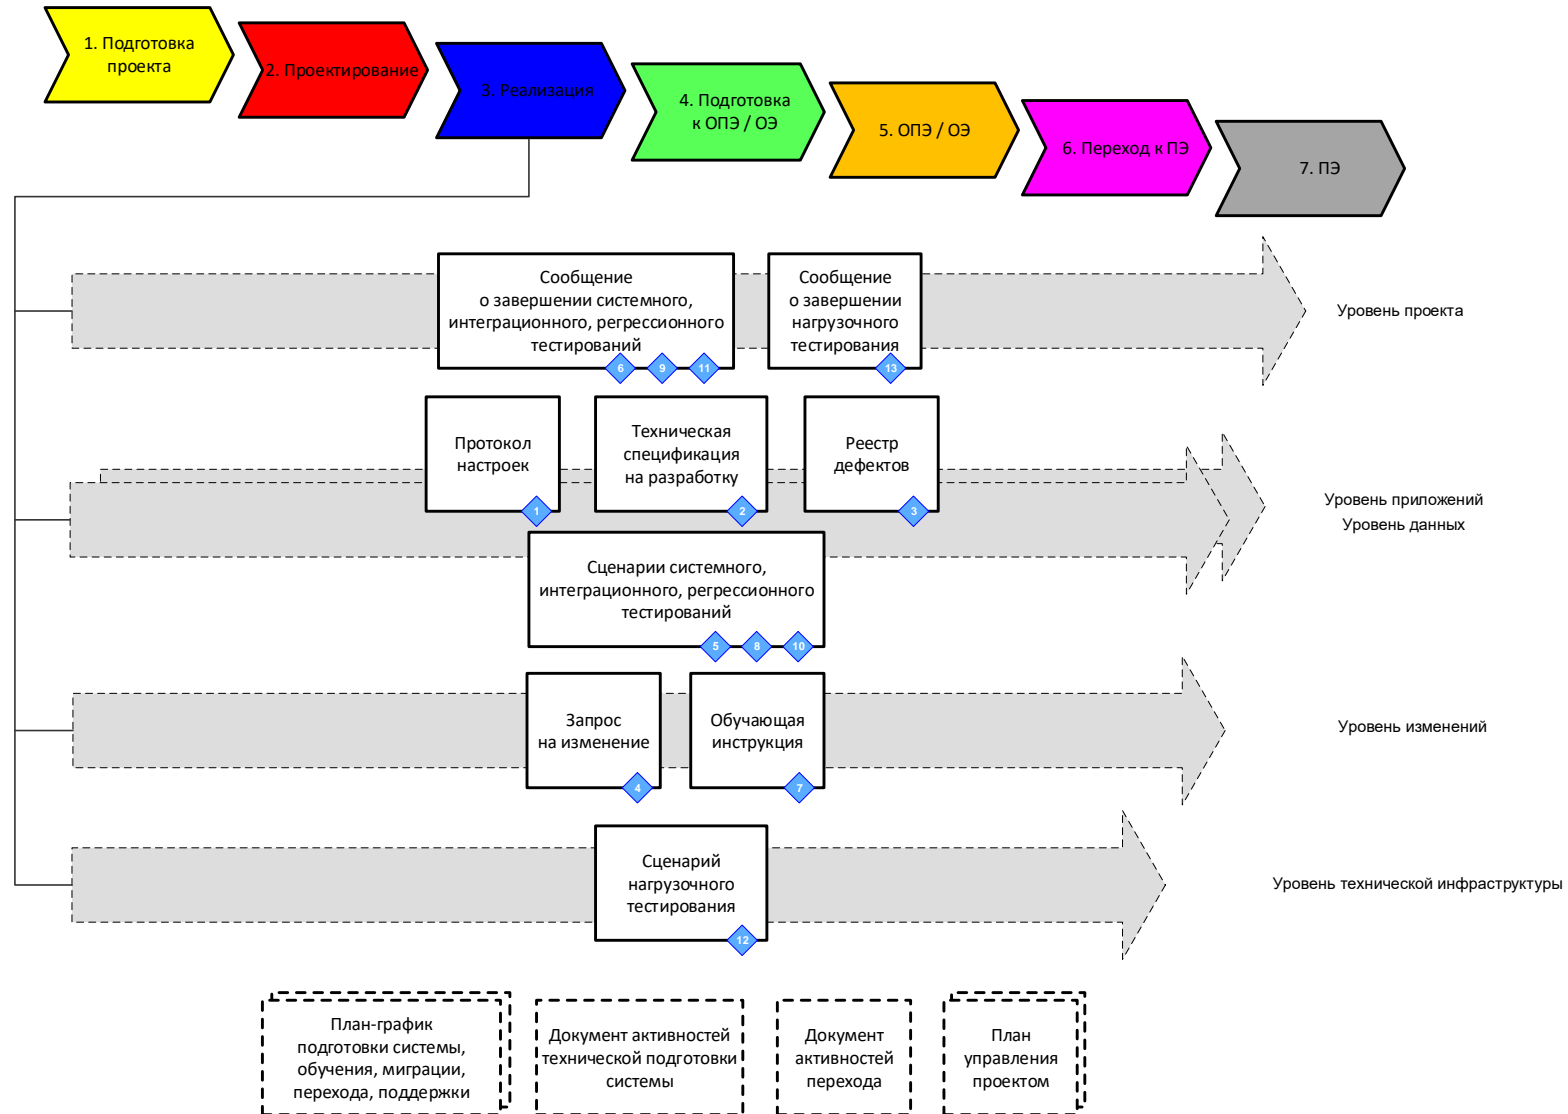 1. Подготовка
проекта
2. Проектирование
3. Реализация
4. Подготовка
к ОПЭ / ОЭ
5. ОПЭ / ОЭ
6. Переход к ПЭ
7. ПЭ
Сообщение
о завершении системного,
интеграционного, регрессионного
тестирований
6 9 11
Сообщение
о завершении
нагрузочного
тестирования
13
Уровень проекта
Протокол
настроек
1
Техническая
спецификация
на разработку
2
Реестр
дефектов
3
Уровень приложений
Уровень данных
Сценарии системного,
интеграционного, регрессионного
тестирований
5 8 10
Запрос
на изменение
4
Обучающая
инструкция
7
Уровень изменений
Сценарий
нагрузочного
тестирования
12
Уровень технической инфраструктуры
План-график
подготовки системы,
обучения, миграции,
перехода, поддержки
Документ активностей
технической подготовки
системы
Документ
активностей
перехода
План
управления
проектом